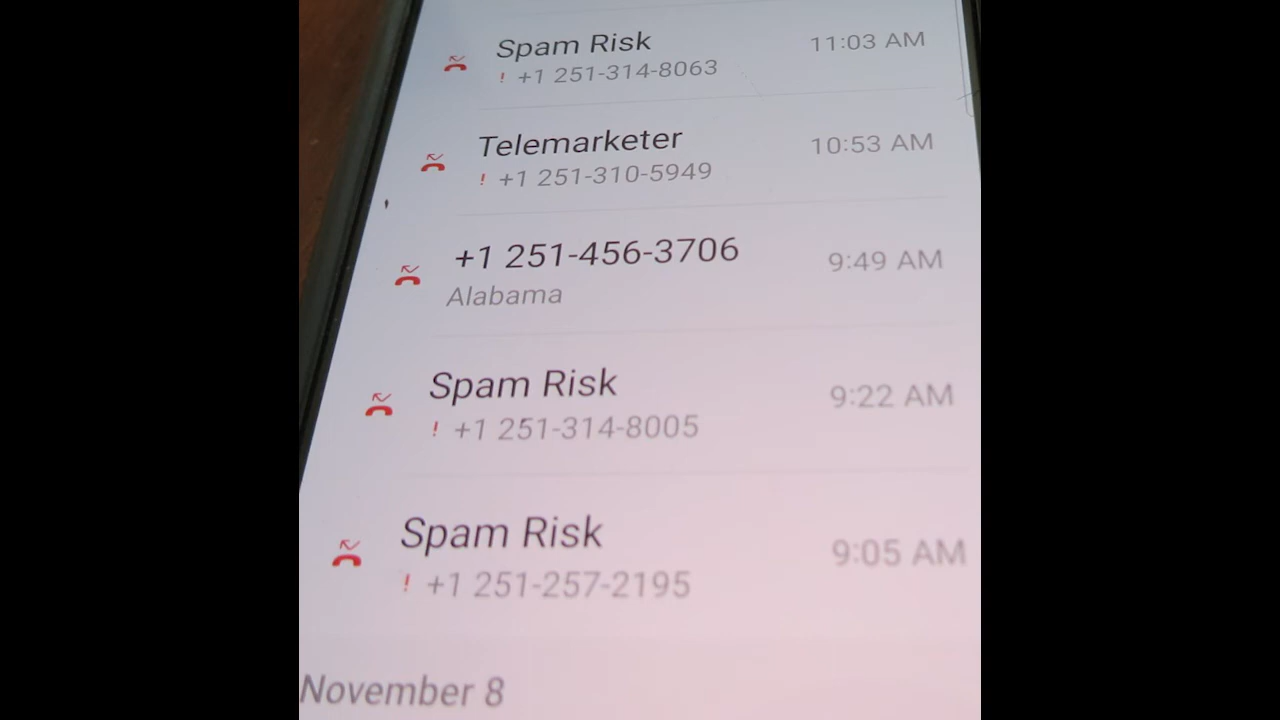 Spam Risk 11:03 AM
! +1 251-314-8063
Telemarketer 10:53 AM
! +1 251-310-5949
+1 251-456-3706 9:49 AM
Alabama
Spam Risk 9:22 AM
! +1 251-314-8005
Spam Risk 9:05 AM
! +1 251-257-2195
November 8